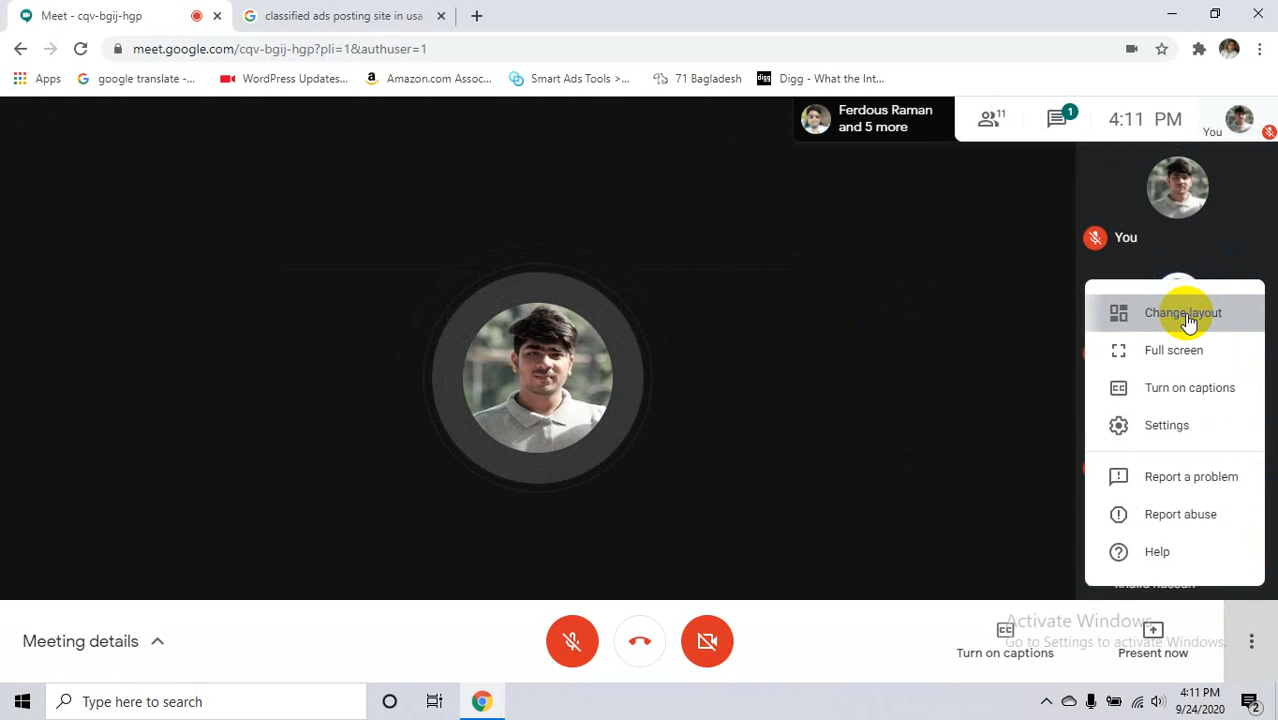 Meet - cqv-bgij-hgp
classified ads posting site in usa
meet.google.com/cqv-bgij-hgp?pli=1&authuser=1
Apps
google translate -...
WordPress Updates...
Amazon.com Assoc...
Smart Ads Tools >...
71 Bagladesh
digg
Digg - What the Int...
Ferdous Raman
and 5 more
11
1
4:11 PM
You
You
Change layout
Full screen
Turn on captions
Settings
Report a problem
Report abuse
Help
Meeting details
Turn on captions
Present now
Activate Windows
Go to Settings to activate Windows.
Type here to search
4:11 PM
9/24/2020
2